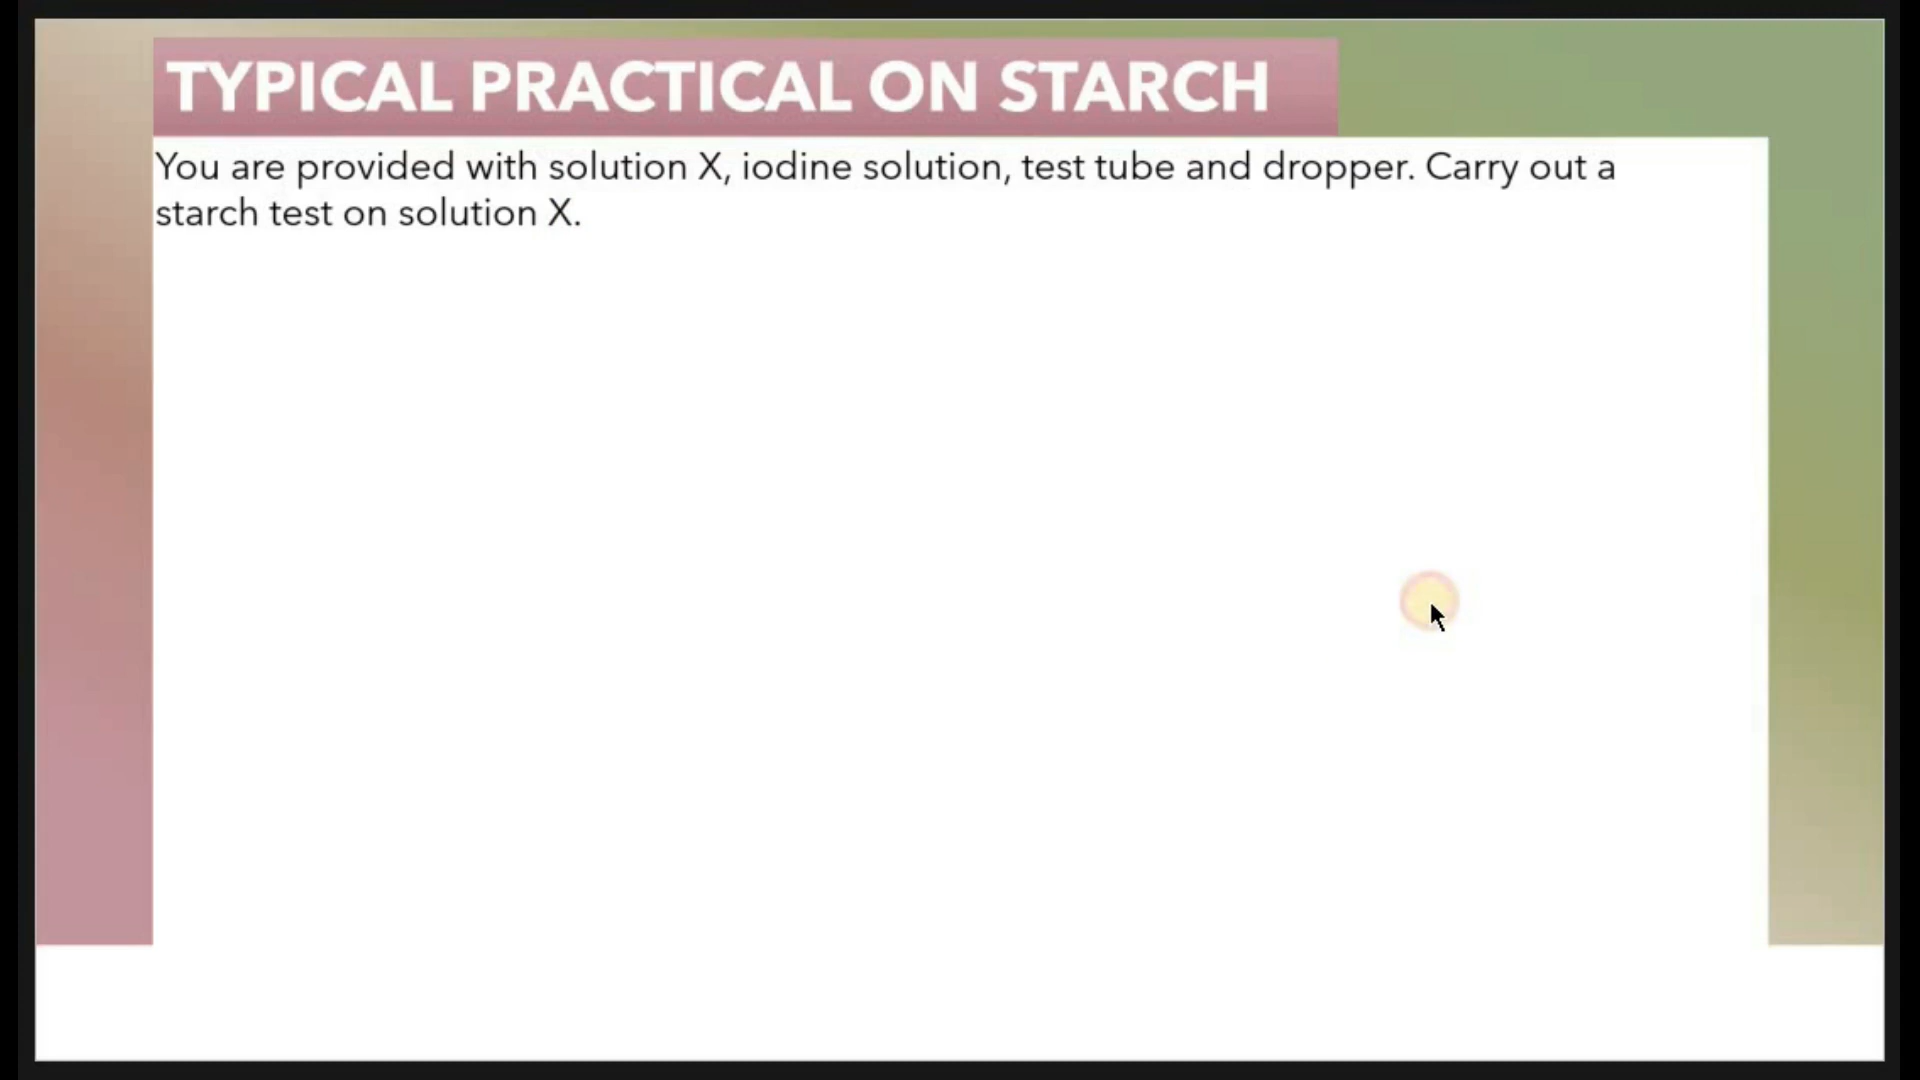 TYPICAL PRACTICAL ON STARCH
You are provided with solution X, iodine solution, test tube and dropper. Carry out a
starch test on solution X.